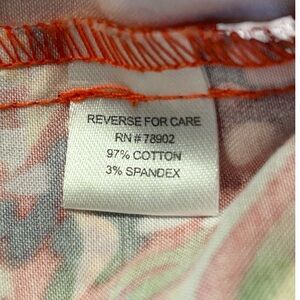 REVERSE FOR CARE
RN # 78902
97% COTTON
3% SPANDEX